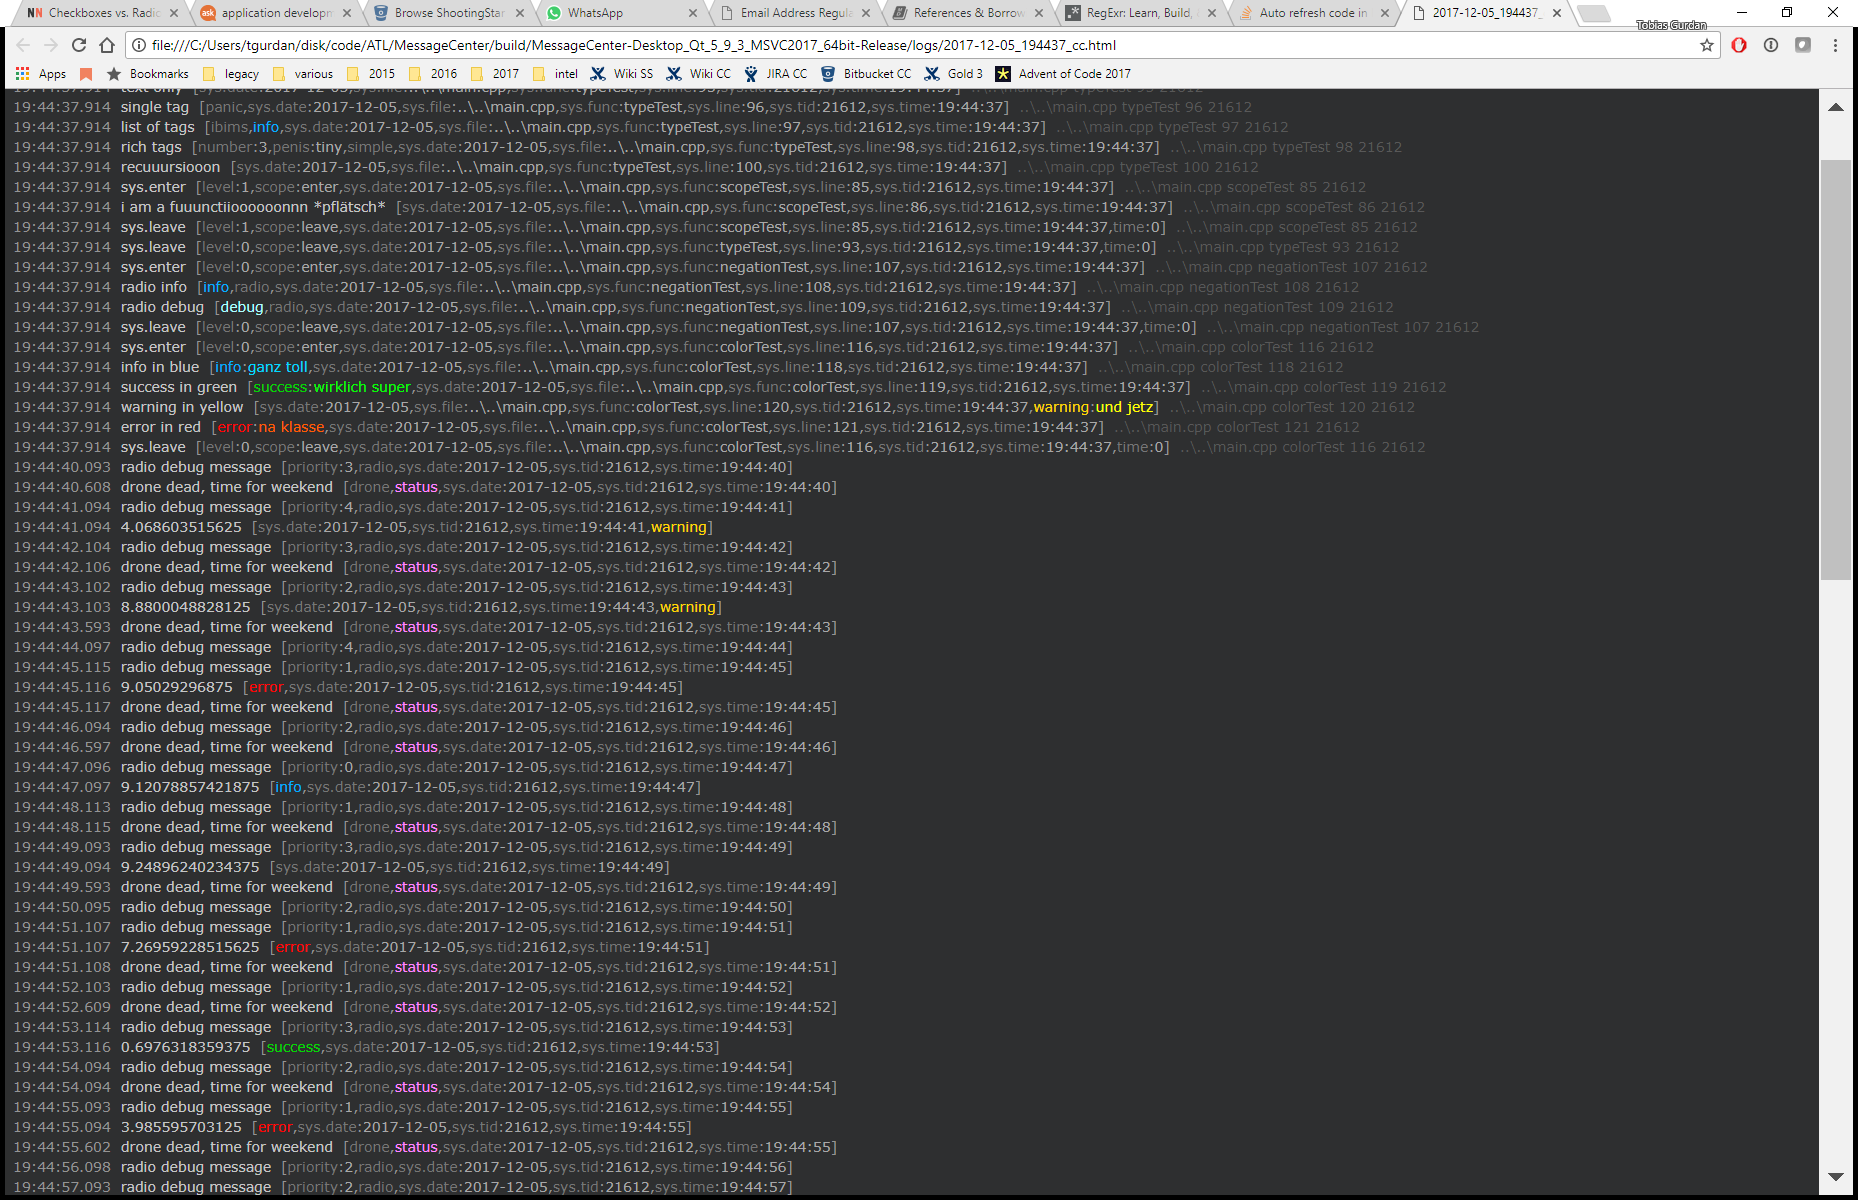 Checkboxes vs. Radio
application developm
Browse ShootingStar
WhatsApp
Email Address Regula
References & Borrow
RegExr: Learn, Build,
Auto refresh code in
2017-12-05_194437_
Tobias Gurdan
file:///C:/Users/tgurdan/disk/code/ATL/MessageCenter/build/MessageCenter-Desktop_Qt_5_9_3_MSVC2017_64bit-Release/logs/2017-12-05_194437_cc.html
Apps Bookmarks legacy various 2015 2016 2017 intel Wiki SS Wiki CC JIRA CC Bitbucket CC Gold 3 Advent of Code 2017
19:44:37.914 text only [sys.date:2017-12-05,sys.file:..\..\main.cpp,sys.func:typeTest,sys.line:95,sys.tid:21612,sys.time:19:44:37] ..\..\main.cpp typeTest 95 21612
19:44:37.914 single tag [panic,sys.date:2017-12-05,sys.file:..\..\main.cpp,sys.func:typeTest,sys.line:96,sys.tid:21612,sys.time:19:44:37] ..\..\main.cpp typeTest 96 21612
19:44:37.914 list of tags [ibims,info,sys.date:2017-12-05,sys.file:..\..\main.cpp,sys.func:typeTest,sys.line:97,sys.tid:21612,sys.time:19:44:37] ..\..\main.cpp typeTest 97 21612
19:44:37.914 rich tags [number:3,penis:tiny,simple,sys.date:2017-12-05,sys.file:..\..\main.cpp,sys.func:typeTest,sys.line:98,sys.tid:21612,sys.time:19:44:37] ..\..\main.cpp typeTest 98 21612
19:44:37.914 recuuursiooon [sys.date:2017-12-05,sys.file:..\..\main.cpp,sys.func:typeTest,sys.line:100,sys.tid:21612,sys.time:19:44:37] ..\..\main.cpp typeTest 100 21612
19:44:37.914 sys.enter [level:1,scope:enter,sys.date:2017-12-05,sys.file:..\..\main.cpp,sys.func:scopeTest,sys.line:85,sys.tid:21612,sys.time:19:44:37] ..\..\main.cpp scopeTest 85 21612
19:44:37.914 i am a fuuunctiioooooonnn *pflätsch* [sys.date:2017-12-05,sys.file:..\..\main.cpp,sys.func:scopeTest,sys.line:86,sys.tid:21612,sys.time:19:44:37] ..\..\main.cpp scopeTest 86 21612
19:44:37.914 sys.leave [level:1,scope:leave,sys.date:2017-12-05,sys.file:..\..\main.cpp,sys.func:scopeTest,sys.line:85,sys.tid:21612,sys.time:19:44:37,time:0] ..\..\main.cpp scopeTest 85 21612
19:44:37.914 sys.leave [level:0,scope:leave,sys.date:2017-12-05,sys.file:..\..\main.cpp,sys.func:typeTest,sys.line:93,sys.tid:21612,sys.time:19:44:37,time:0] ..\..\main.cpp typeTest 93 21612
19:44:37.914 sys.enter [level:0,scope:enter,sys.date:2017-12-05,sys.file:..\..\main.cpp,sys.func:negationTest,sys.line:107,sys.tid:21612,sys.time:19:44:37] ..\..\main.cpp negationTest 107 21612
19:44:37.914 radio info [info,radio,sys.date:2017-12-05,sys.file:..\..\main.cpp,sys.func:negationTest,sys.line:108,sys.tid:21612,sys.time:19:44:37] ..\..\main.cpp negationTest 108 21612
19:44:37.914 radio debug [debug,radio,sys.date:2017-12-05,sys.file:..\..\main.cpp,sys.func:negationTest,sys.line:109,sys.tid:21612,sys.time:19:44:37] ..\..\main.cpp negationTest 109 21612
19:44:37.914 sys.leave [level:0,scope:leave,sys.date:2017-12-05,sys.file:..\..\main.cpp,sys.func:negationTest,sys.line:107,sys.tid:21612,sys.time:19:44:37,time:0] ..\..\main.cpp negationTest 107 21612
19:44:37.914 sys.enter [level:0,scope:enter,sys.date:2017-12-05,sys.file:..\..\main.cpp,sys.func:colorTest,sys.line:116,sys.tid:21612,sys.time:19:44:37] ..\..\main.cpp colorTest 116 21612
19:44:37.914 info in blue [info:ganz toll,sys.date:2017-12-05,sys.file:..\..\main.cpp,sys.func:colorTest,sys.line:118,sys.tid:21612,sys.time:19:44:37] ..\..\main.cpp colorTest 118 21612
19:44:37.914 success in green [success:wirklich super,sys.date:2017-12-05,sys.file:..\..\main.cpp,sys.func:colorTest,sys.line:119,sys.tid:21612,sys.time:19:44:37] ..\..\main.cpp colorTest 119 21612
19:44:37.914 warning in yellow [sys.date:2017-12-05,sys.file:..\..\main.cpp,sys.func:colorTest,sys.line:120,sys.tid:21612,sys.time:19:44:37,warning:und jetz] ..\..\main.cpp colorTest 120 21612
19:44:37.914 error in red [error:na klasse,sys.date:2017-12-05,sys.file:..\..\main.cpp,sys.func:colorTest,sys.line:121,sys.tid:21612,sys.time:19:44:37] ..\..\main.cpp colorTest 121 21612
19:44:37.914 sys.leave [level:0,scope:leave,sys.date:2017-12-05,sys.file:..\..\main.cpp,sys.func:colorTest,sys.line:116,sys.tid:21612,sys.time:19:44:37,time:0] ..\..\main.cpp colorTest 116 21612
19:44:40.093 radio debug message [priority:3,radio,sys.date:2017-12-05,sys.tid:21612,sys.time:19:44:40]
19:44:40.608 drone dead, time for weekend [drone,status,sys.date:2017-12-05,sys.tid:21612,sys.time:19:44:40]
19:44:41.094 radio debug message [priority:4,radio,sys.date:2017-12-05,sys.tid:21612,sys.time:19:44:41]
19:44:41.094 4.068603515625 [sys.date:2017-12-05,sys.tid:21612,sys.time:19:44:41,warning]
19:44:42.104 radio debug message [priority:3,radio,sys.date:2017-12-05,sys.tid:21612,sys.time:19:44:42]
19:44:42.106 drone dead, time for weekend [drone,status,sys.date:2017-12-05,sys.tid:21612,sys.time:19:44:42]
19:44:43.102 radio debug message [priority:2,radio,sys.date:2017-12-05,sys.tid:21612,sys.time:19:44:43]
19:44:43.103 8.8800048828125 [sys.date:2017-12-05,sys.tid:21612,sys.time:19:44:43,warning]
19:44:43.593 drone dead, time for weekend [drone,status,sys.date:2017-12-05,sys.tid:21612,sys.time:19:44:43]
19:44:44.097 radio debug message [priority:4,radio,sys.date:2017-12-05,sys.tid:21612,sys.time:19:44:44]
19:44:45.115 radio debug message [priority:1,radio,sys.date:2017-12-05,sys.tid:21612,sys.time:19:44:45]
19:44:45.116 9.05029296875 [error,sys.date:2017-12-05,sys.tid:21612,sys.time:19:44:45]
19:44:45.117 drone dead, time for weekend [drone,status,sys.date:2017-12-05,sys.tid:21612,sys.time:19:44:45]
19:44:46.094 radio debug message [priority:2,radio,sys.date:2017-12-05,sys.tid:21612,sys.time:19:44:46]
19:44:46.597 drone dead, time for weekend [drone,status,sys.date:2017-12-05,sys.tid:21612,sys.time:19:44:46]
19:44:47.096 radio debug message [priority:0,radio,sys.date:2017-12-05,sys.tid:21612,sys.time:19:44:47]
19:44:47.097 9.12078857421875 [info,sys.date:2017-12-05,sys.tid:21612,sys.time:19:44:47]
19:44:48.113 radio debug message [priority:1,radio,sys.date:2017-12-05,sys.tid:21612,sys.time:19:44:48]
19:44:48.115 drone dead, time for weekend [drone,status,sys.date:2017-12-05,sys.tid:21612,sys.time:19:44:48]
19:44:49.093 radio debug message [priority:3,radio,sys.date:2017-12-05,sys.tid:21612,sys.time:19:44:49]
19:44:49.094 9.24896240234375 [sys.date:2017-12-05,sys.tid:21612,sys.time:19:44:49]
19:44:49.593 drone dead, time for weekend [drone,status,sys.date:2017-12-05,sys.tid:21612,sys.time:19:44:49]
19:44:50.095 radio debug message [priority:2,radio,sys.date:2017-12-05,sys.tid:21612,sys.time:19:44:50]
19:44:51.107 radio debug message [priority:1,radio,sys.date:2017-12-05,sys.tid:21612,sys.time:19:44:51]
19:44:51.107 7.26959228515625 [error,sys.date:2017-12-05,sys.tid:21612,sys.time:19:44:51]
19:44:51.108 drone dead, time for weekend [drone,status,sys.date:2017-12-05,sys.tid:21612,sys.time:19:44:51]
19:44:52.103 radio debug message [priority:1,radio,sys.date:2017-12-05,sys.tid:21612,sys.time:19:44:52]
19:44:52.609 drone dead, time for weekend [drone,status,sys.date:2017-12-05,sys.tid:21612,sys.time:19:44:52]
19:44:53.114 radio debug message [priority:3,radio,sys.date:2017-12-05,sys.tid:21612,sys.time:19:44:53]
19:44:53.116 0.6976318359375 [success,sys.date:2017-12-05,sys.tid:21612,sys.time:19:44:53]
19:44:54.094 radio debug message [priority:2,radio,sys.date:2017-12-05,sys.tid:21612,sys.time:19:44:54]
19:44:54.094 drone dead, time for weekend [drone,status,sys.date:2017-12-05,sys.tid:21612,sys.time:19:44:54]
19:44:55.093 radio debug message [priority:1,radio,sys.date:2017-12-05,sys.tid:21612,sys.time:19:44:55]
19:44:55.094 3.985595703125 [error,sys.date:2017-12-05,sys.tid:21612,sys.time:19:44:55]
19:44:55.602 drone dead, time for weekend [drone,status,sys.date:2017-12-05,sys.tid:21612,sys.time:19:44:55]
19:44:56.098 radio debug message [priority:2,radio,sys.date:2017-12-05,sys.tid:21612,sys.time:19:44:56]
19:44:57.093 radio debug message [priority:2,radio,sys.date:2017-12-05,sys.tid:21612,sys.time:19:44:57]